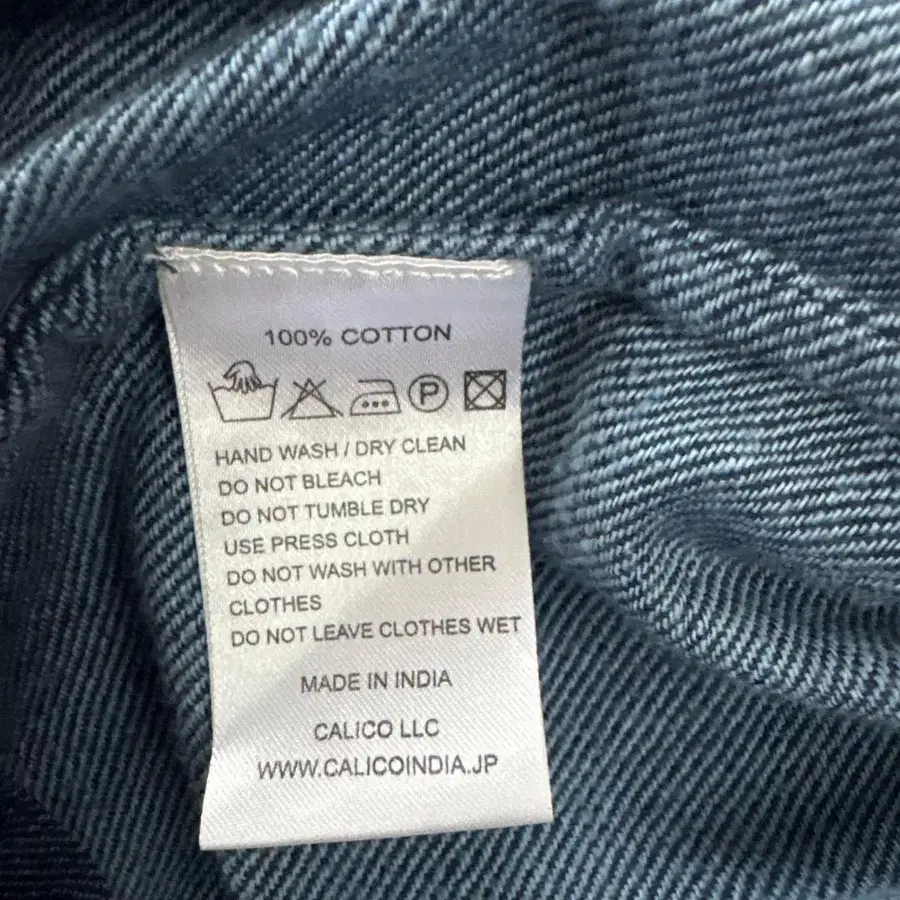 100% COTTON
P
HAND WASH / DRY CLEAN
DO NOT BLEACH
DO NOT TUMBLE DRY
USE PRESS CLOTH
DO NOT WASH WITH OTHER
CLOTHES
DO NOT LEAVE CLOTHES WET
MADE IN INDIA
CALICO LLC
WWW.CALICOINDIA.JP